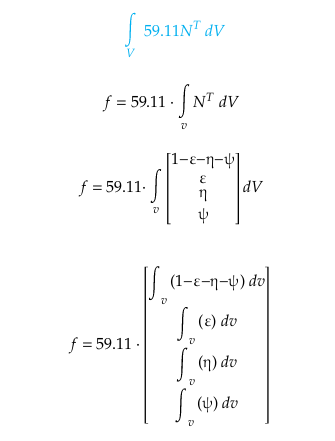 ∫_V 59.11N^T dV
f = 59.11 · ∫_v N^T dV
f = 59.11· ∫_v [1−ε−η−ψ
ε
η
ψ] dV
f = 59.11 · [∫_v (1−ε−η−ψ) dv
∫_v (ε) dv
∫_v (η) dv
∫_v (ψ) dv]